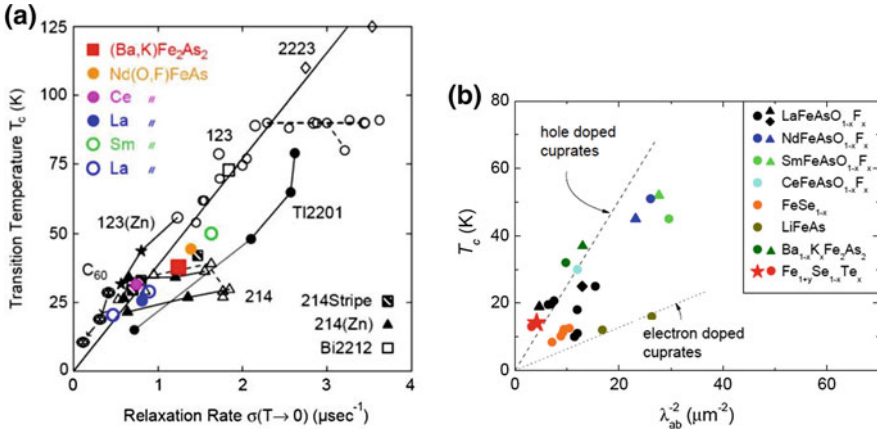 (a)
125
100
75
50
25
0
Transition Temperature Tc (K)
0 1 2 3 4
Relaxation Rate σ(T→ 0) (μsec⁻¹)
(Ba,K)Fe₂As₂
Nd(O,F)FeAs
Ce 〃
La 〃
Sm 〃
La 〃
2223
123
123(Zn)
C₆₀
Tl2201
214
214Stripe
214(Zn)
Bi2212
(b)
80
60
40
20
0
Tc (K)
0 20 40 60
λab⁻² (μm⁻²)
hole doped
cuprates
electron doped
cuprates
LaFeAsO₁₋ₓFₓ
NdFeAsO₁₋ₓFₓ
SmFeAsO₁₋ₓFₓ
CeFeAsO₁₋ₓFₓ
FeSe₁₋ₓ
LiFeAs
Ba₁₋ₓKₓFe₂As₂
Fe₁₊ySe₁₋ₓTeₓ